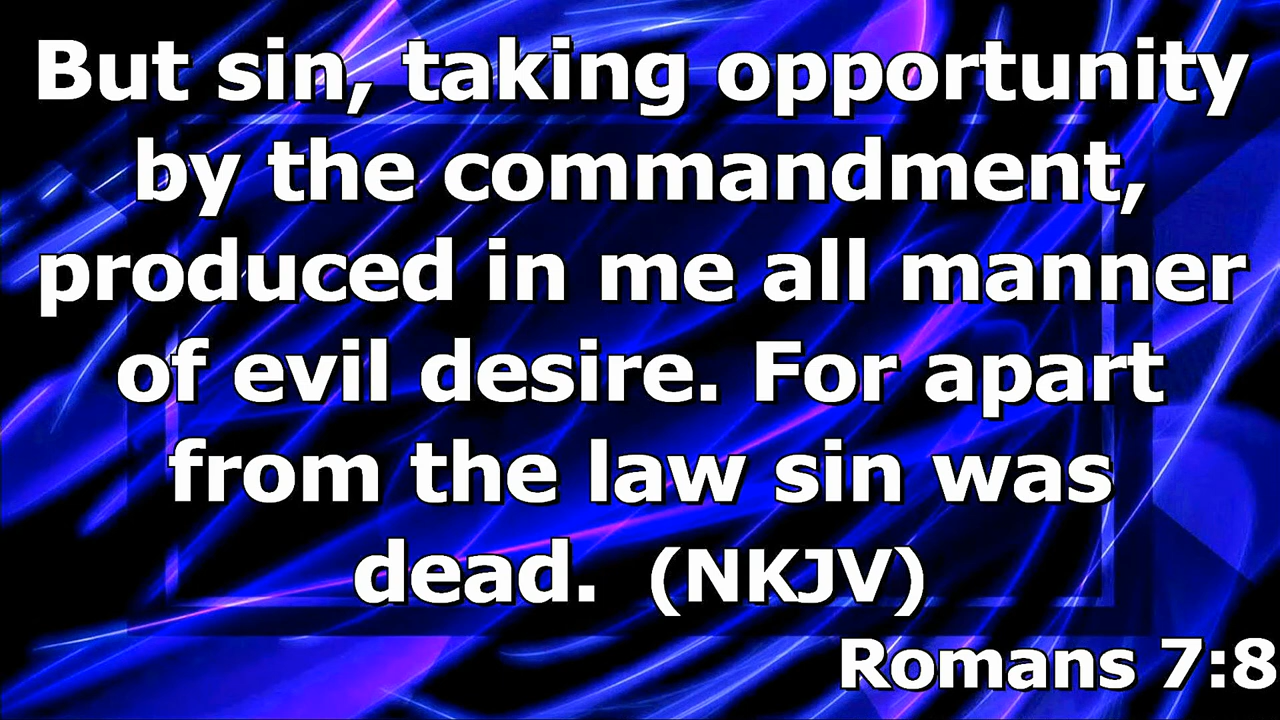 But sin, taking opportunity
by the commandment,
produced in me all manner
of evil desire. For apart
from the law sin was
dead.  (NKJV)
Romans 7:8